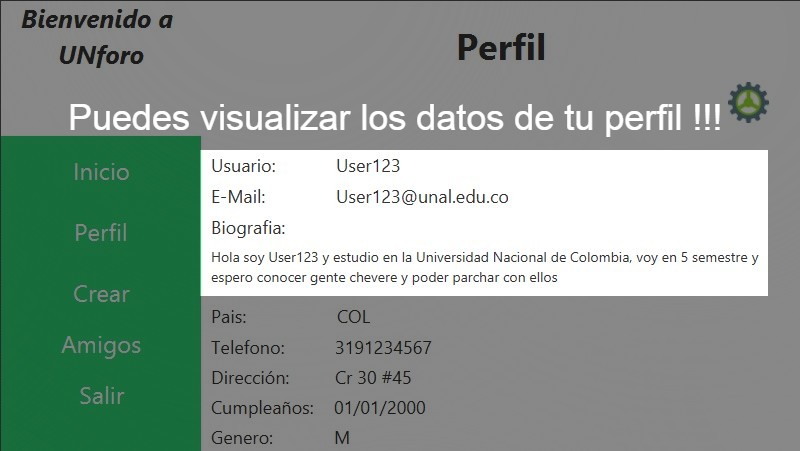 Bienvenido a
UNforo
Perfil
Puedes visualizar los datos de tu perfil !!!
Inicio
Perfil
Crear
Amigos
Salir
Usuario: User123
E-Mail: User123@unal.edu.co
Biografia:
Hola soy User123 y estudio en la Universidad Nacional de Colombia, voy en 5 semestre y
espero conocer gente chevere y poder parchar con ellos
Pais: COL
Telefono: 3191234567
Dirección: Cr 30 #45
Cumpleaños: 01/01/2000
Genero: M